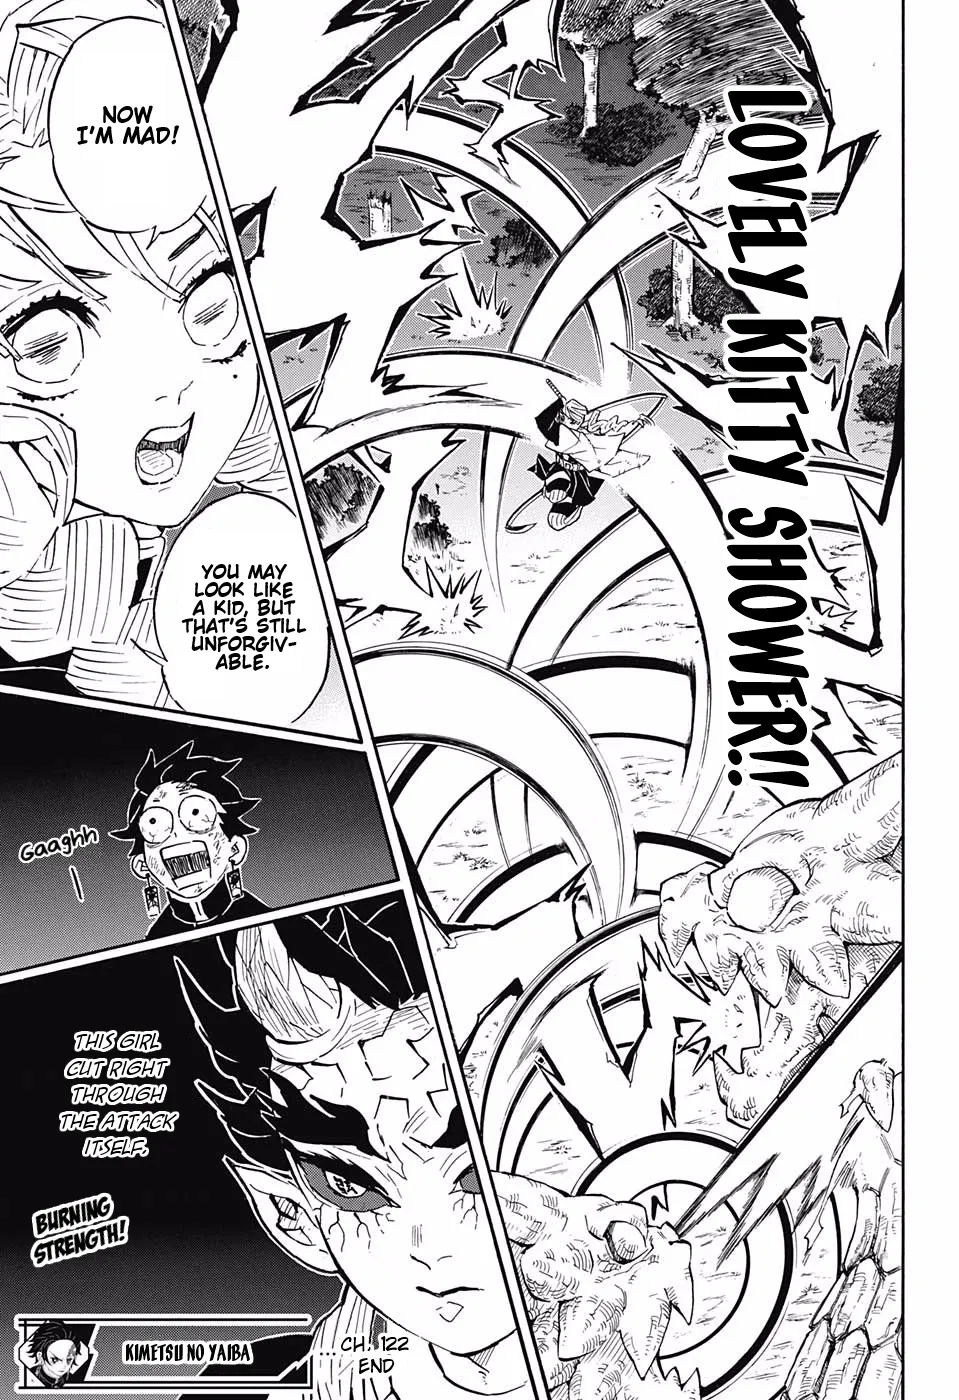 LOVELY KITTY SHOWER!!
NOW
I'M MAD!
YOU MAY
LOOK LIKE
A KID, BUT
THAT'S STILL
UNFORGIV-
ABLE.
Gaaghh
THIS GIRL
CUT RIGHT
THROUGH
THE ATTACK
ITSELF.
BURNING
STRENGTH!
KIMETSU NO YAIBA
... CH. 122
END